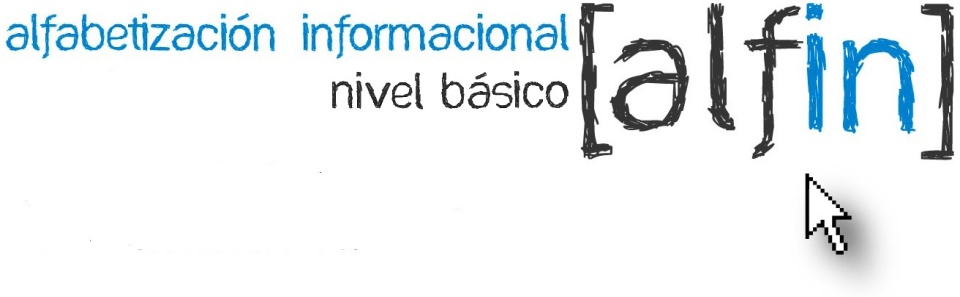 alfabetización informacional
nivel básico
[alfin]